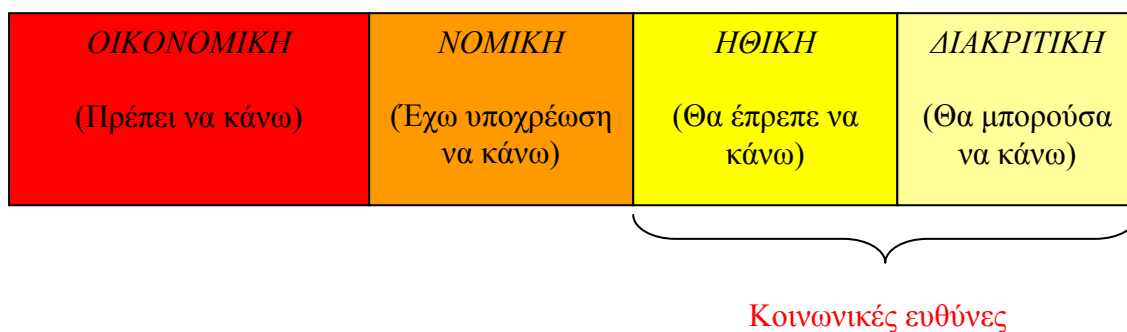 ΟΙΚΟΝΟΜΙΚΗ
(Πρέπει να κάνω)
ΝΟΜΙΚΗ
(Έχω υποχρέωση
να κάνω)
ΗΘΙΚΗ
(Θα έπρεπε να
κάνω)
ΔΙΑΚΡΙΤΙΚΗ
(Θα μπορούσα
να κάνω)
Κοινωνικές ευθύνες